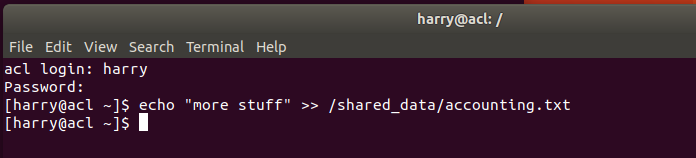 harry@acl: /
File Edit View Search Terminal Help
acl login: harry
Password:
[harry@acl ~]$ echo "more stuff" >> /shared_data/accounting.txt
[harry@acl ~]$